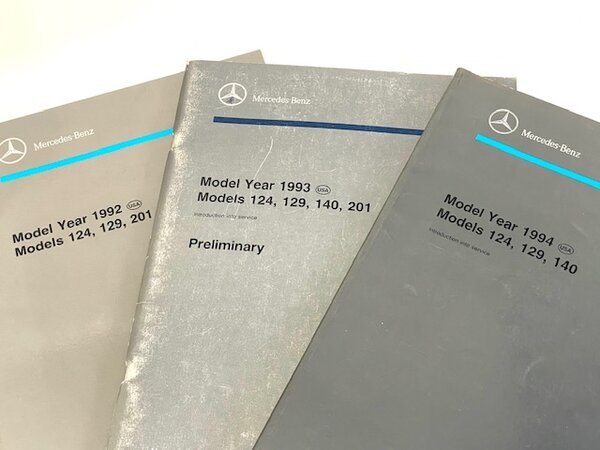 Mercedes-Benz
Model Year 1992 USA
Models 124, 129, 201
Mercedes-Benz
Model Year 1993 USA
Models 124, 129, 140, 201
Introduction into service
Preliminary
Mercedes-Benz
Model Year 1994 USA
Models 124, 129, 140
Introduction into service